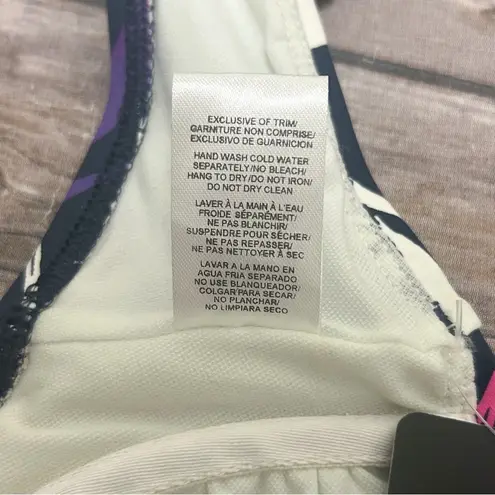 EXCLUSIVE OF TRIM/
GARNITURE NON COMPRISE/
EXCLUSIVO DE GUARNICION
HAND WASH COLD WATER
SEPARATELY/NO BLEACH/
HANG TO DRY/DO NOT IRON/
DO NOT DRY CLEAN
LAVER À LA MAIN À L'EAU
FROIDE SÉPARÉMENT/
NE PAS BLANCHIR/
SUSPENDRE POUR SÉCHER/
NE PAS REPASSER/
NE PAS NETTOYER À SEC
LAVAR A LA MANO EN
AGUA FRIA SEPARADO
NO USE BLANQUEADOR/
COLGAR'PARA SECAR/
NO PLANCHAR/
NO LIMPIARA SECO